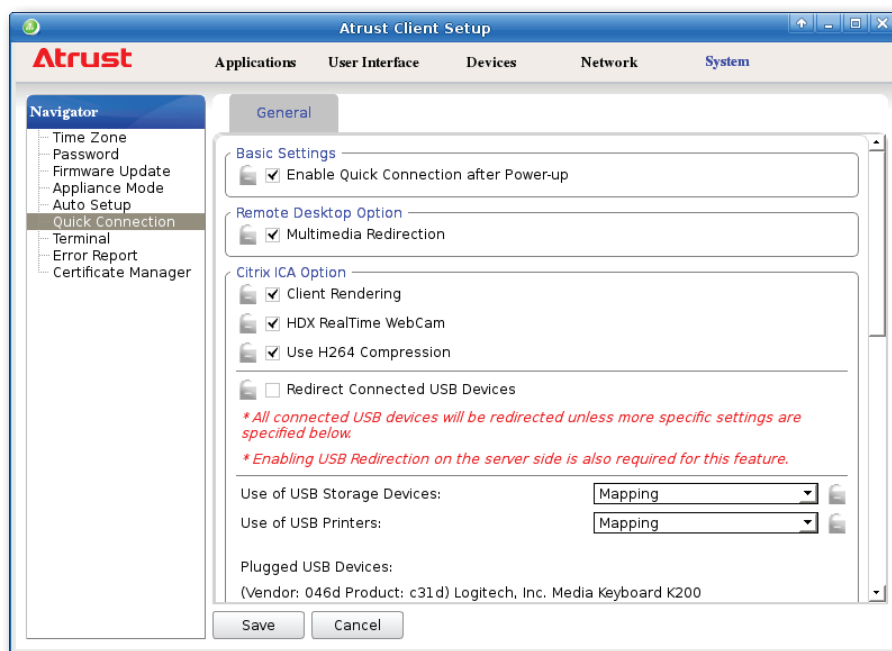 Atrust Client Setup
Atrust
Applications User Interface Devices Network System
Navigator
Time Zone
Password
Firmware Update
Appliance Mode
Auto Setup
Quick Connection
Terminal
Error Report
Certificate Manager
General
Basic Settings
Enable Quick Connection after Power-up
Remote Desktop Option
Multimedia Redirection
Citrix ICA Option
Client Rendering
HDX RealTime WebCam
Use H264 Compression
Redirect Connected USB Devices
* All connected USB devices will be redirected unless more specific settings are
specified below.
* Enabling USB Redirection on the server side is also required for this feature.
Use of USB Storage Devices: Mapping
Use of USB Printers: Mapping
Plugged USB Devices:
(Vendor: 046d Product: c31d) Logitech, Inc. Media Keyboard K200
Save Cancel